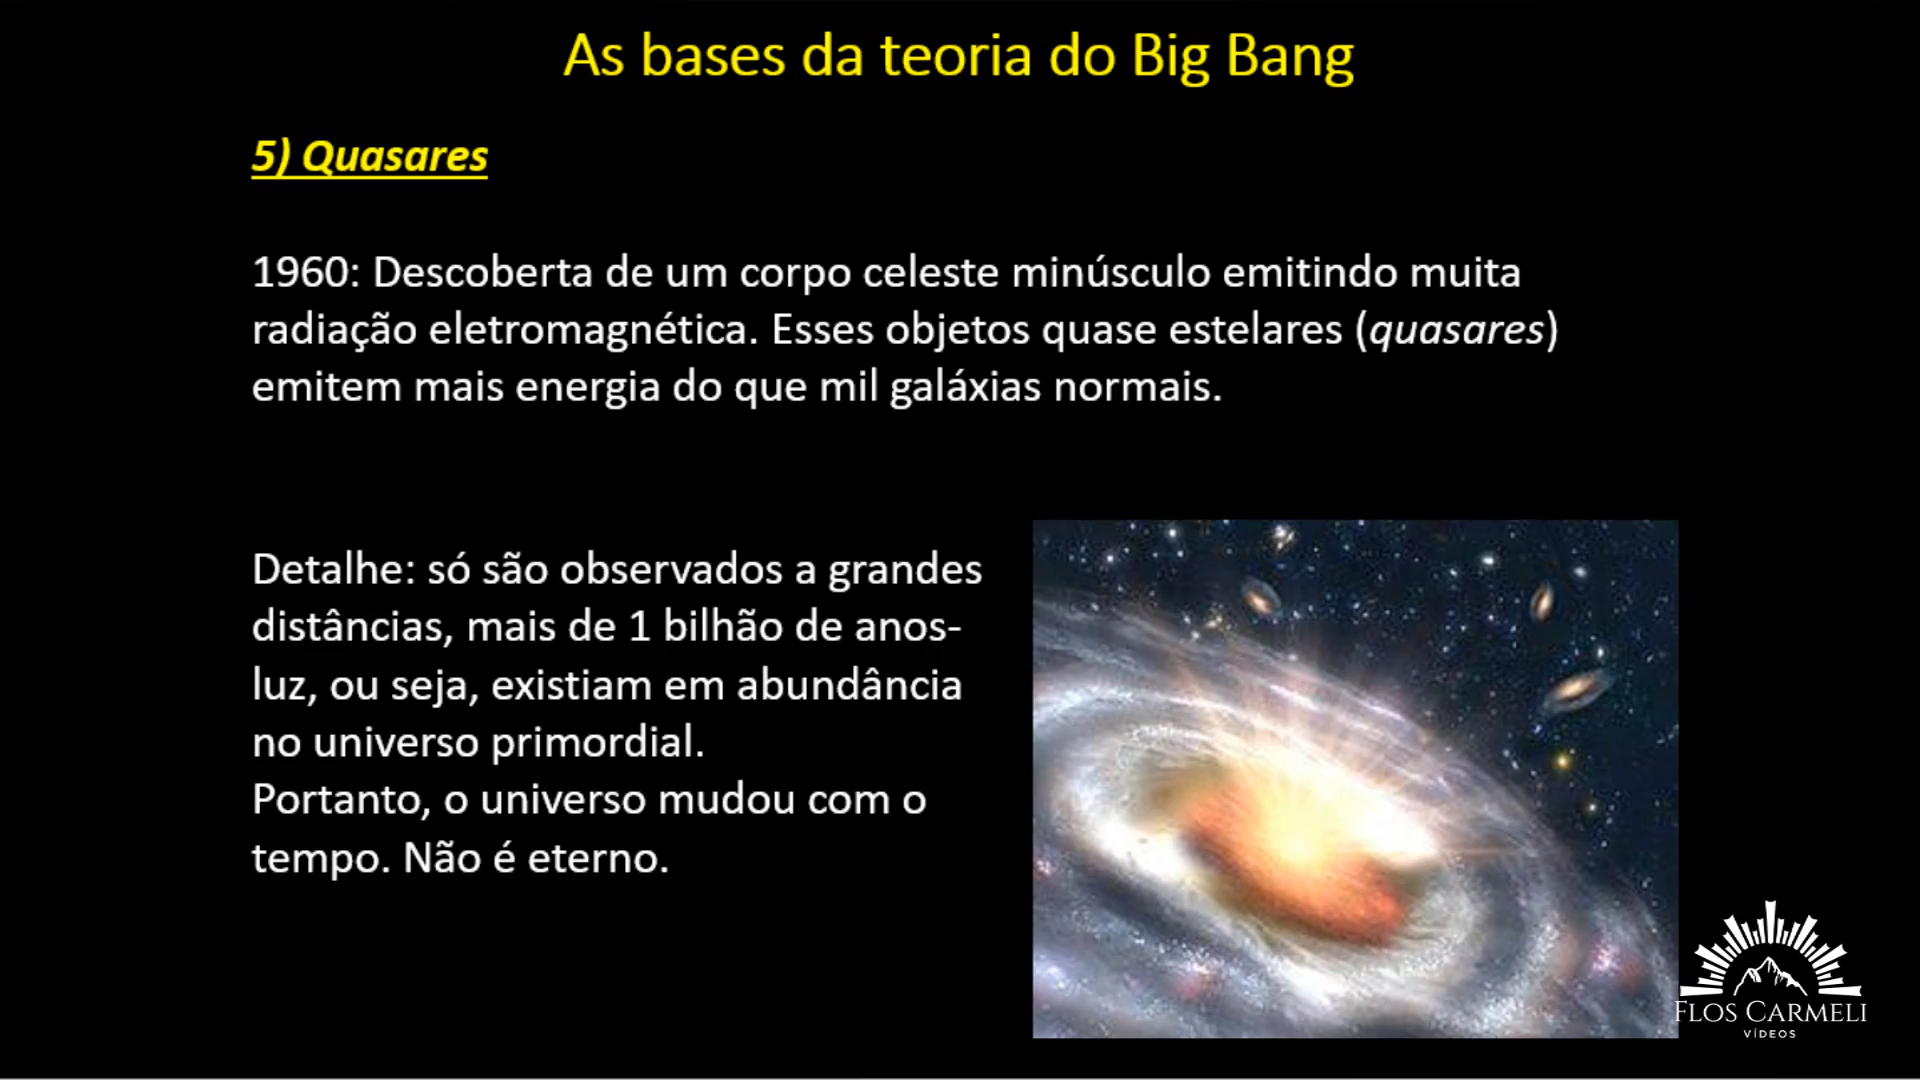 As bases da teoria do Big Bang
5) Quasares
1960: Descoberta de um corpo celeste minúsculo emitindo muita
radiação eletromagnética. Esses objetos quase estelares (quasares)
emitem mais energia do que mil galáxias normais.
Detalhe: só são observados a grandes
distâncias, mais de 1 bilhão de anos-
luz, ou seja, existiam em abundância
no universo primordial.
Portanto, o universo mudou com o
tempo. Não é eterno.
FLOS CARMELI
VÍDEOS